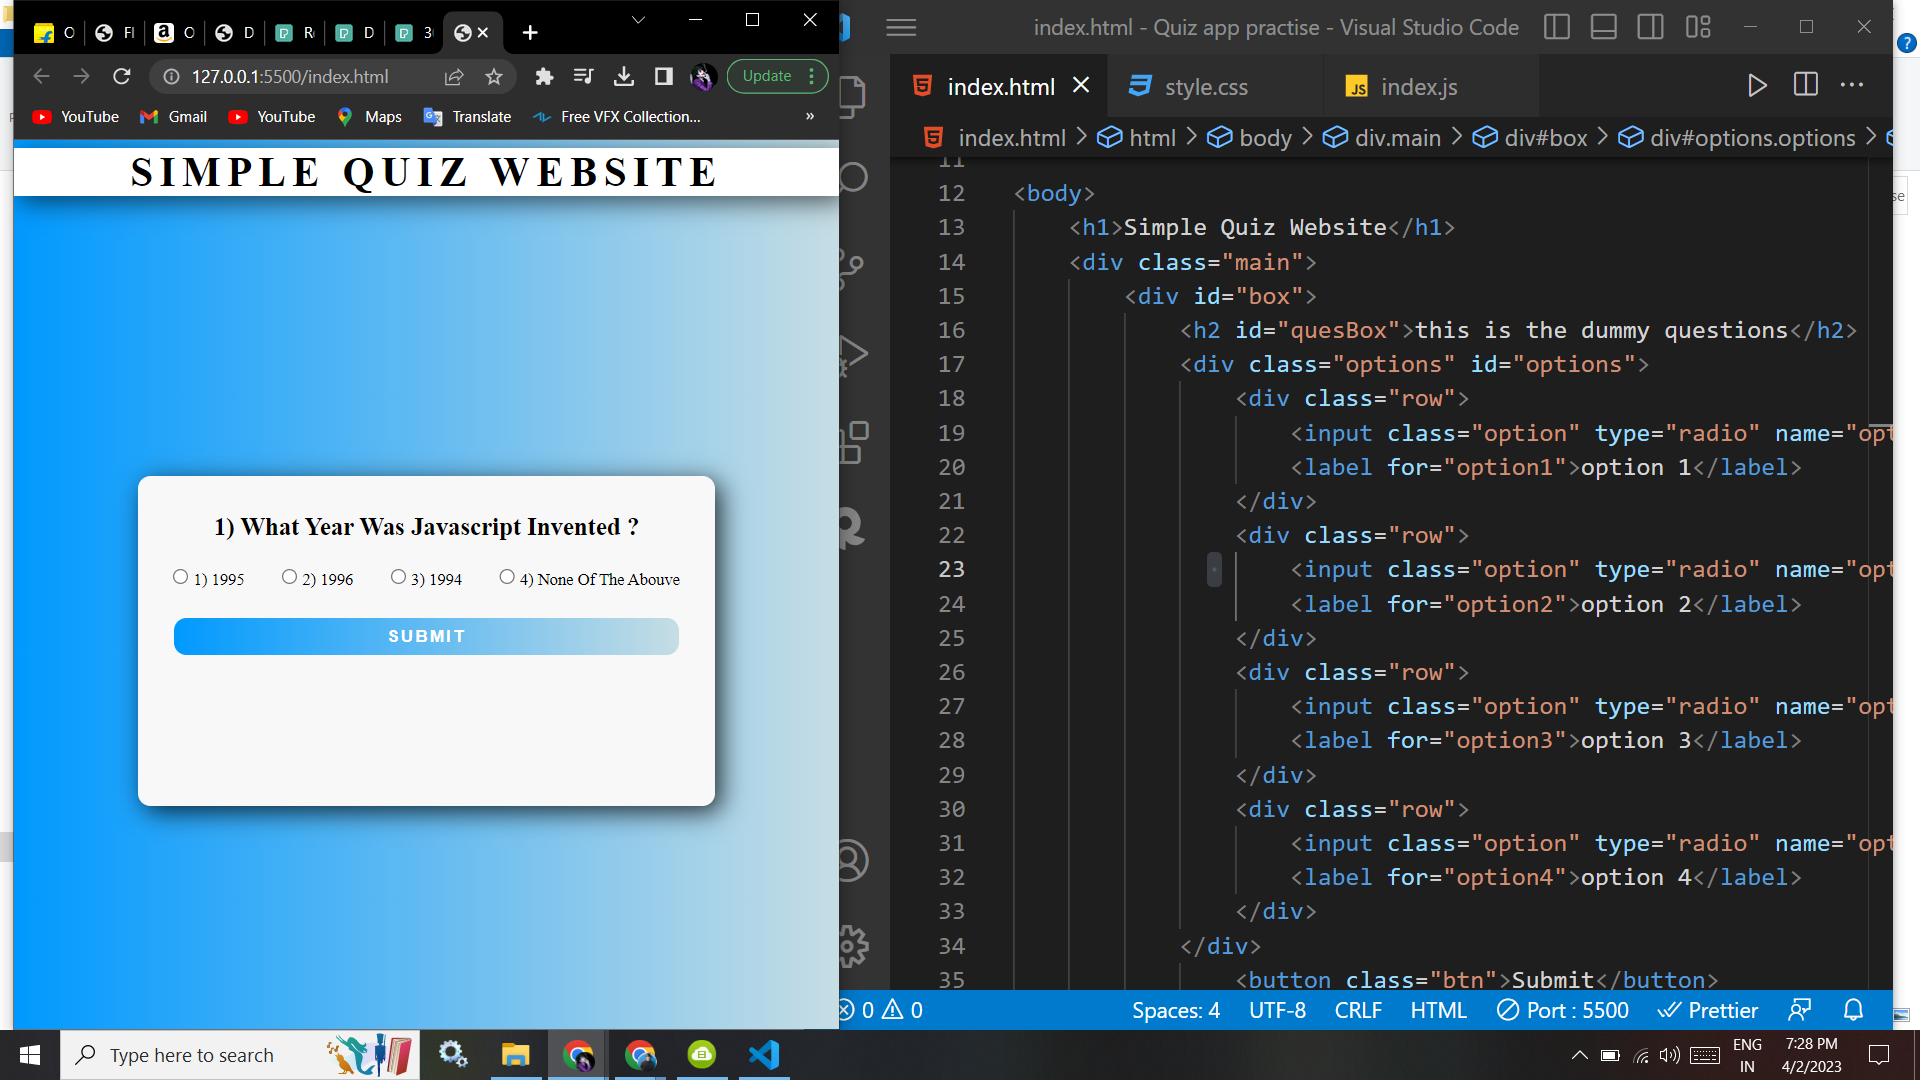 O
Fl
O
D
R
D
3
Update
127.0.0.1:5500/index.html
YouTube
Gmail
YouTube
Maps
Translate
Free VFX Collection...
»
SIMPLE QUIZ WEBSITE
1) What Year Was Javascript Invented ?
1) 1995
2) 1996
3) 1994
4) None Of The Abouve
SUBMIT
index.html - Quiz app practise - Visual Studio Code
index.html
style.css
JS index.js
index.html > html > body > div.main > div#box > div#options.options >
11
12 <body>
13 <h1>Simple Quiz Website</h1>
14 <div class="main">
15 <div id="box">
16 <h2 id="quesBox">this is the dummy questions</h2>
17 <div class="options" id="options">
18 <div class="row">
19 <input class="option" type="radio" name="opt
20 <label for="option1">option 1</label>
21 </div>
22 <div class="row">
23 <input class="option" type="radio" name="opt
24 <label for="option2">option 2</label>
25 </div>
26 <div class="row">
27 <input class="option" type="radio" name="opt
28 <label for="option3">option 3</label>
29 </div>
30 <div class="row">
31 <input class="option" type="radio" name="opt
32 <label for="option4">option 4</label>
33 </div>
34 </div>
35 <button class="btn">Submit</button>
0 0
Spaces: 4
UTF-8
CRLF
HTML
Port : 5500
Prettier
se
Type here to search
ENG
IN
7:28 PM
4/2/2023